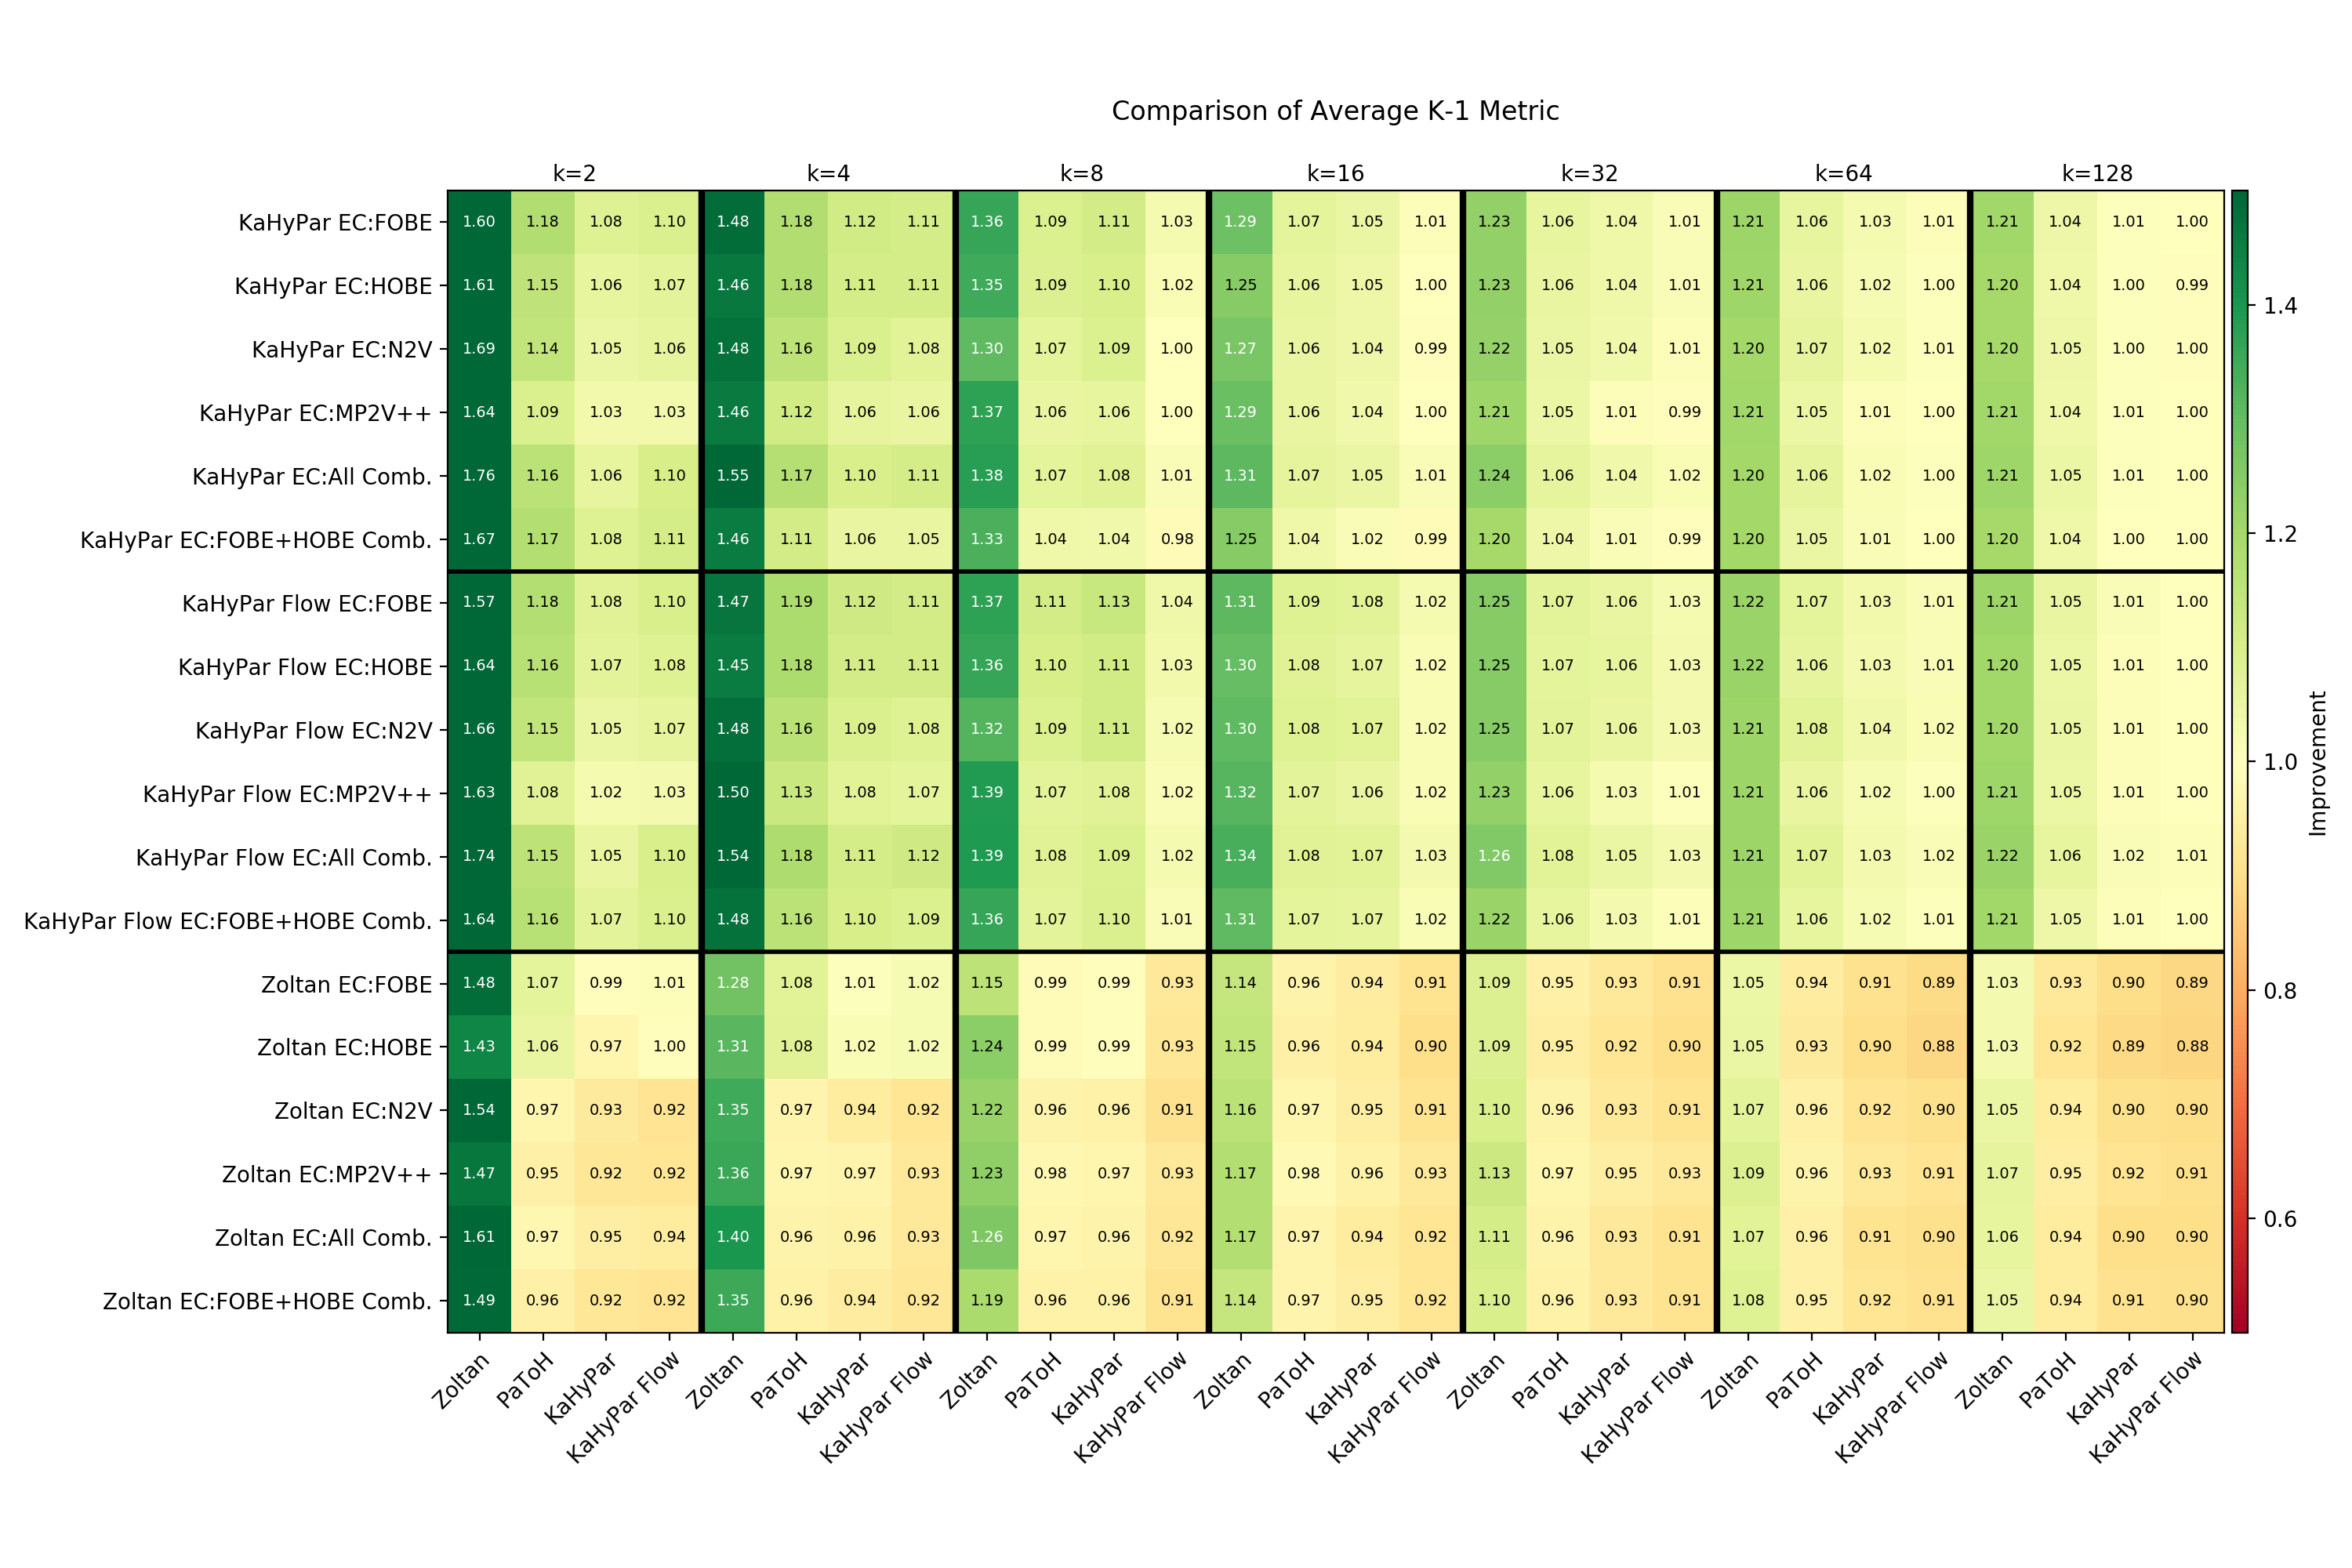 Comparison of Average K-1 Metric
k=2 k=4 k=8 k=16 k=32 k=64 k=128
KaHyPar EC:FOBE 1.60 1.18 1.08 1.10 1.48 1.18 1.12 1.11 1.36 1.09 1.11 1.03 1.29 1.07 1.05 1.01 1.23 1.06 1.04 1.01 1.21 1.06 1.03 1.01 1.21 1.04 1.01 1.00
KaHyPar EC:HOBE 1.61 1.15 1.06 1.07 1.46 1.18 1.11 1.11 1.35 1.09 1.10 1.02 1.25 1.06 1.05 1.00 1.23 1.06 1.04 1.01 1.21 1.06 1.02 1.00 1.20 1.04 1.00 0.99
KaHyPar EC:N2V 1.69 1.14 1.05 1.06 1.48 1.16 1.09 1.08 1.30 1.07 1.09 1.00 1.27 1.06 1.04 0.99 1.22 1.05 1.04 1.01 1.20 1.07 1.02 1.01 1.20 1.05 1.00 1.00
KaHyPar EC:MP2V++ 1.64 1.09 1.03 1.03 1.46 1.12 1.06 1.06 1.37 1.06 1.06 1.00 1.29 1.06 1.04 1.00 1.21 1.05 1.01 0.99 1.21 1.05 1.01 1.00 1.21 1.04 1.01 1.00
KaHyPar EC:All Comb. 1.76 1.16 1.06 1.10 1.55 1.17 1.10 1.11 1.38 1.07 1.08 1.01 1.31 1.07 1.05 1.01 1.24 1.06 1.04 1.02 1.20 1.06 1.02 1.00 1.21 1.05 1.01 1.00
KaHyPar EC:FOBE+HOBE Comb. 1.67 1.17 1.08 1.11 1.46 1.11 1.06 1.05 1.33 1.04 1.04 0.98 1.25 1.04 1.02 0.99 1.20 1.04 1.01 0.99 1.20 1.05 1.01 1.00 1.20 1.04 1.00 1.00
KaHyPar Flow EC:FOBE 1.57 1.18 1.08 1.10 1.47 1.19 1.12 1.11 1.37 1.11 1.13 1.04 1.31 1.09 1.08 1.02 1.25 1.07 1.06 1.03 1.22 1.07 1.03 1.01 1.21 1.05 1.01 1.00
KaHyPar Flow EC:HOBE 1.64 1.16 1.07 1.08 1.45 1.18 1.11 1.11 1.36 1.10 1.11 1.03 1.30 1.08 1.07 1.02 1.25 1.07 1.06 1.03 1.22 1.06 1.03 1.01 1.20 1.05 1.01 1.00
KaHyPar Flow EC:N2V 1.66 1.15 1.05 1.07 1.48 1.16 1.09 1.08 1.32 1.09 1.11 1.02 1.30 1.08 1.07 1.02 1.25 1.07 1.06 1.03 1.21 1.08 1.04 1.02 1.20 1.05 1.01 1.00
KaHyPar Flow EC:MP2V++ 1.63 1.08 1.02 1.03 1.50 1.13 1.08 1.07 1.39 1.07 1.08 1.02 1.32 1.07 1.06 1.02 1.23 1.06 1.03 1.01 1.21 1.06 1.02 1.00 1.21 1.05 1.01 1.00
KaHyPar Flow EC:All Comb. 1.74 1.15 1.05 1.10 1.54 1.18 1.11 1.12 1.39 1.08 1.09 1.02 1.34 1.08 1.07 1.03 1.26 1.08 1.05 1.03 1.21 1.07 1.03 1.02 1.22 1.06 1.02 1.01
KaHyPar Flow EC:FOBE+HOBE Comb. 1.64 1.16 1.07 1.10 1.48 1.16 1.10 1.09 1.36 1.07 1.10 1.01 1.31 1.07 1.07 1.02 1.22 1.06 1.03 1.01 1.21 1.06 1.02 1.01 1.21 1.05 1.01 1.00
Zoltan EC:FOBE 1.48 1.07 0.99 1.01 1.28 1.08 1.01 1.02 1.15 0.99 0.99 0.93 1.14 0.96 0.94 0.91 1.09 0.95 0.93 0.91 1.05 0.94 0.91 0.89 1.03 0.93 0.90 0.89
Zoltan EC:HOBE 1.43 1.06 0.97 1.00 1.31 1.08 1.02 1.02 1.24 0.99 0.99 0.93 1.15 0.96 0.94 0.90 1.09 0.95 0.92 0.90 1.05 0.93 0.90 0.88 1.03 0.92 0.89 0.88
Zoltan EC:N2V 1.54 0.97 0.93 0.92 1.35 0.97 0.94 0.92 1.22 0.96 0.96 0.91 1.16 0.97 0.95 0.91 1.10 0.96 0.93 0.91 1.07 0.96 0.92 0.90 1.05 0.94 0.90 0.90
Zoltan EC:MP2V++ 1.47 0.95 0.92 0.92 1.36 0.97 0.97 0.93 1.23 0.98 0.97 0.93 1.17 0.98 0.96 0.93 1.13 0.97 0.95 0.93 1.09 0.96 0.93 0.91 1.07 0.95 0.92 0.91
Zoltan EC:All Comb. 1.61 0.97 0.95 0.94 1.40 0.96 0.96 0.93 1.26 0.97 0.96 0.92 1.17 0.97 0.94 0.92 1.11 0.96 0.93 0.91 1.07 0.96 0.91 0.90 1.06 0.94 0.90 0.90
Zoltan EC:FOBE+HOBE Comb. 1.49 0.96 0.92 0.92 1.35 0.96 0.94 0.92 1.19 0.96 0.96 0.91 1.14 0.97 0.95 0.92 1.10 0.96 0.93 0.91 1.08 0.95 0.92 0.91 1.05 0.94 0.91 0.90
Zoltan PaToH KaHyPar KaHyPar Flow Zoltan PaToH KaHyPar KaHyPar Flow Zoltan PaToH KaHyPar KaHyPar Flow Zoltan PaToH KaHyPar KaHyPar Flow Zoltan PaToH KaHyPar KaHyPar Flow Zoltan PaToH KaHyPar KaHyPar Flow Zoltan PaToH KaHyPar KaHyPar Flow
1.4
1.2
1.0
0.8
0.6
Improvement